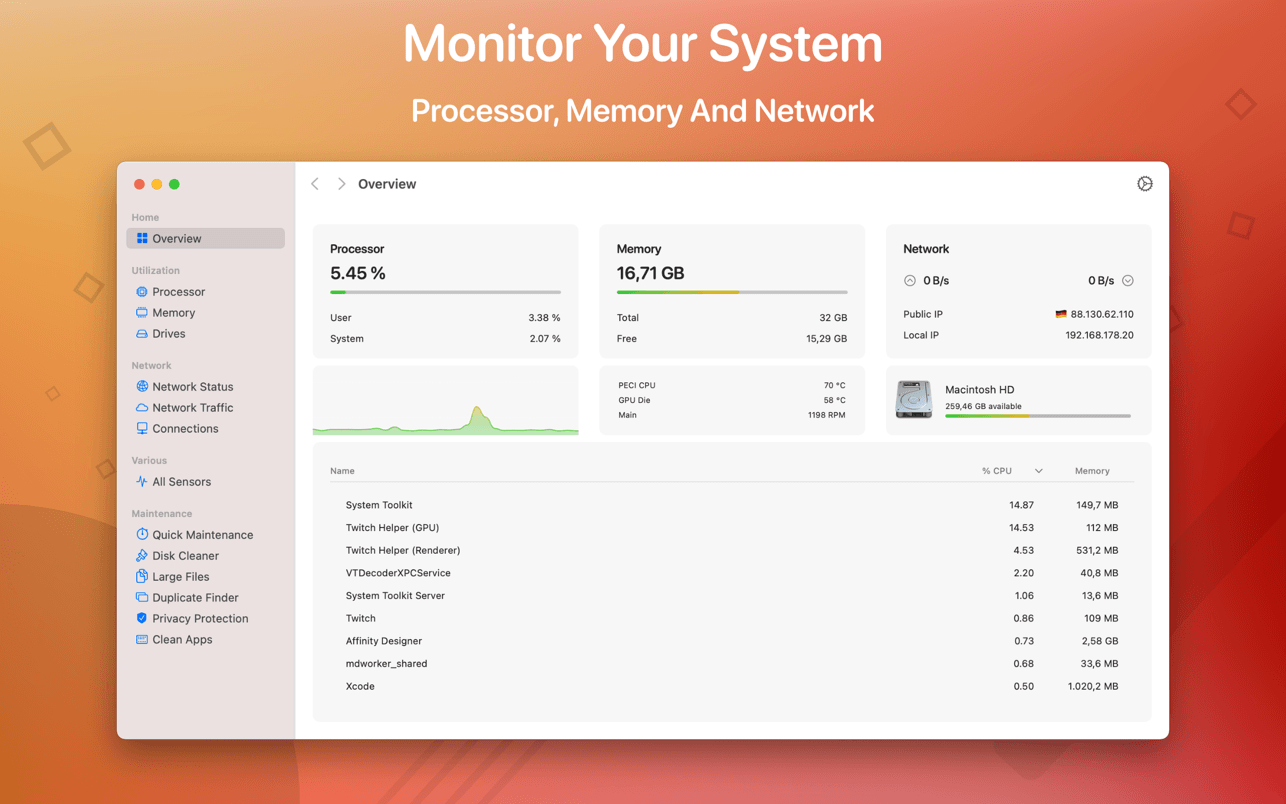 Monitor Your System
Processor, Memory And Network
Overview
Home
Overview
Utilization
Processor
Memory
Drives
Network
Network Status
Network Traffic
Connections
Various
All Sensors
Maintenance
Quick Maintenance
Disk Cleaner
Large Files
Duplicate Finder
Privacy Protection
Clean Apps
Processor
5.45 %
User 3.38 %
System 2.07 %
Memory
16,71 GB
Total 32 GB
Free 15,29 GB
Network
0 B/s 0 B/s
Public IP 88.130.62.110
Local IP 192.168.178.20
PECI CPU 70 °C
GPU Die 58 °C
Main 1198 RPM
Macintosh HD
259,46 GB available
Name % CPU Memory
System Toolkit 14.87 149,7 MB
Twitch Helper (GPU) 14.53 112 MB
Twitch Helper (Renderer) 4.53 531,2 MB
VTDecoderXPCService 2.20 40,8 MB
System Toolkit Server 1.06 13,6 MB
Twitch 0.86 109 MB
Affinity Designer 0.73 2,58 GB
mdworker_shared 0.68 33,6 MB
Xcode 0.50 1.020,2 MB